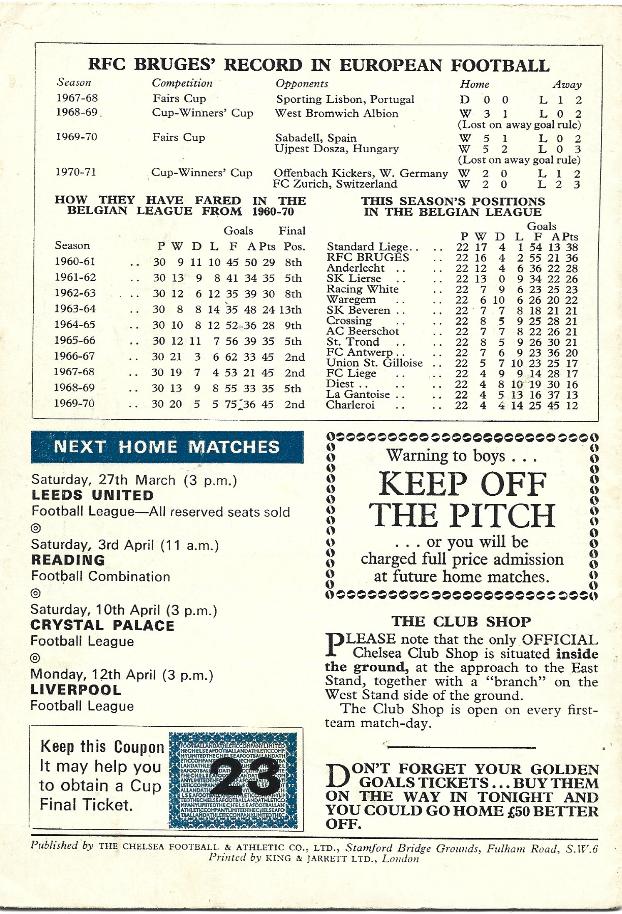 RFC BRUGES' RECORD IN EUROPEAN FOOTBALL
Season Competition Opponents Home Away
1967-68 Fairs Cup Sporting Lisbon, Portugal D 0 0 L 1 2
1968-69 Cup-Winners' Cup West Bromwich Albion W 3 1 L 0 2
(Lost on away goal rule)
1969-70 Fairs Cup Sabadell, Spain W 5 1 L 0 2
Ujpest Dosza, Hungary W 5 2 L 0 3
(Lost on away goal rule)
1970-71 Cup-Winners' Cup Offenbach Kickers, W. Germany W 2 0 L 1 2
FC Zurich, Switzerland W 2 0 L 2 3
HOW THEY HAVE FARED IN THE
BELGIAN LEAGUE FROM 1960-70
Goals Final
Season P W D L F A Pts Pos.
1960-61 .. 30 9 11 10 45 50 29 8th
1961-62 .. 30 13 9 8 41 34 35 5th
1962-63 .. 30 12 6 12 35 39 30 8th
1963-64 .. 30 8 8 14 35 48 24 13th
1964-65 .. 30 10 8 12 52 36 28 9th
1965-66 .. 30 12 11 7 56 39 35 5th
1966-67 .. 30 21 3 6 62 33 45 2nd
1967-68 .. 30 19 7 4 53 21 45 2nd
1968-69 .. 30 13 9 8 55 33 35 5th
1969-70 .. 30 20 5 5 75 36 45 2nd
THIS SEASON'S POSITIONS
IN THE BELGIAN LEAGUE
Goals
P W D L F A Pts
Standard Liege .. .. 22 17 4 1 54 13 38
RFC BRUGES .. 22 16 4 2 55 21 36
Anderlecht .. .. 22 12 4 6 36 22 28
SK Lierse .. .. 22 13 0 9 34 22 26
Racing White .. 22 7 9 6 23 25 23
Waregem .. .. 22 6 10 6 26 20 22
SK Beveren .. .. 22 7 7 8 18 21 21
Crossing .. .. 22 8 5 9 25 28 21
AC Beerschot .. 22 7 7 8 22 26 21
St. Trond .. .. 22 8 5 9 26 30 21
FC Antwerp .. .. 22 7 6 9 23 36 20
Union St. Gilloise .. 22 5 7 10 23 25 17
FC Liege .. .. 22 4 9 9 14 28 17
Diest .. .. .. 22 4 8 10 19 30 16
La Gantoise .. .. 22 4 5 13 16 37 13
Charleroi .. .. 22 4 4 14 25 45 12
NEXT HOME MATCHES
Saturday, 27th March (3 p.m.)
LEEDS UNITED
Football League—All reserved seats sold
Saturday, 3rd April (11 a.m.)
READING
Football Combination
Saturday, 10th April (3 p.m.)
CRYSTAL PALACE
Football League
Monday, 12th April (3 p.m.)
LIVERPOOL
Football League
Keep this Coupon
It may help you
to obtain a Cup
Final Ticket.
23
Warning to boys . . .
KEEP OFF
THE PITCH
. . . or you will be
charged full price admission
at future home matches.
THE CLUB SHOP
PLEASE note that the only OFFICIAL
Chelsea Club Shop is situated inside
the ground, at the approach to the East
Stand, together with a "branch" on the
West Stand side of the ground.
The Club Shop is open on every first-
team match-day.
DON'T FORGET YOUR GOLDEN
GOALS TICKETS . . . BUY THEM
ON THE WAY IN TONIGHT AND
YOU COULD GO HOME £50 BETTER
OFF.
Published by THE CHELSEA FOOTBALL & ATHLETIC CO., LTD., Stamford Bridge Grounds, Fulham Road, S.W.6
Printed by KING & JARRETT LTD., London